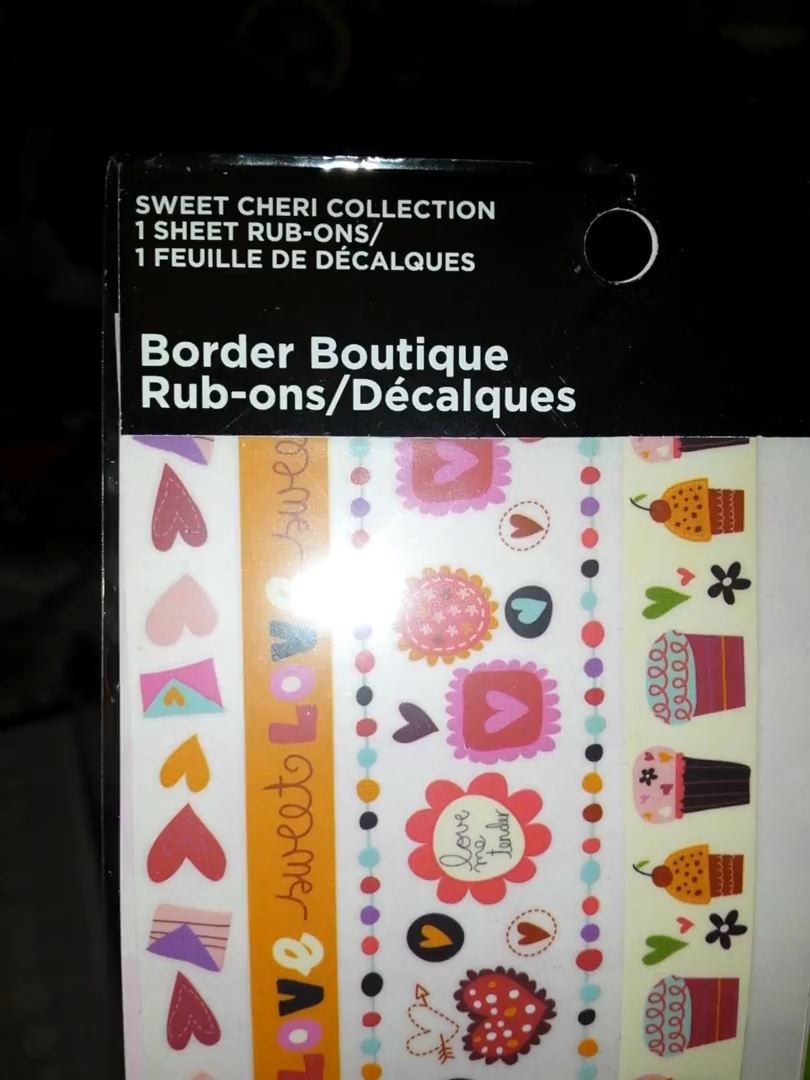 SWEET CHERI COLLECTION
1 SHEET RUB-ONS/
1 FEUILLE DE DÉCALQUES
Border Boutique
Rub-ons/Décalques
swee
LOVe
sweet
LOVe
love
me
tender